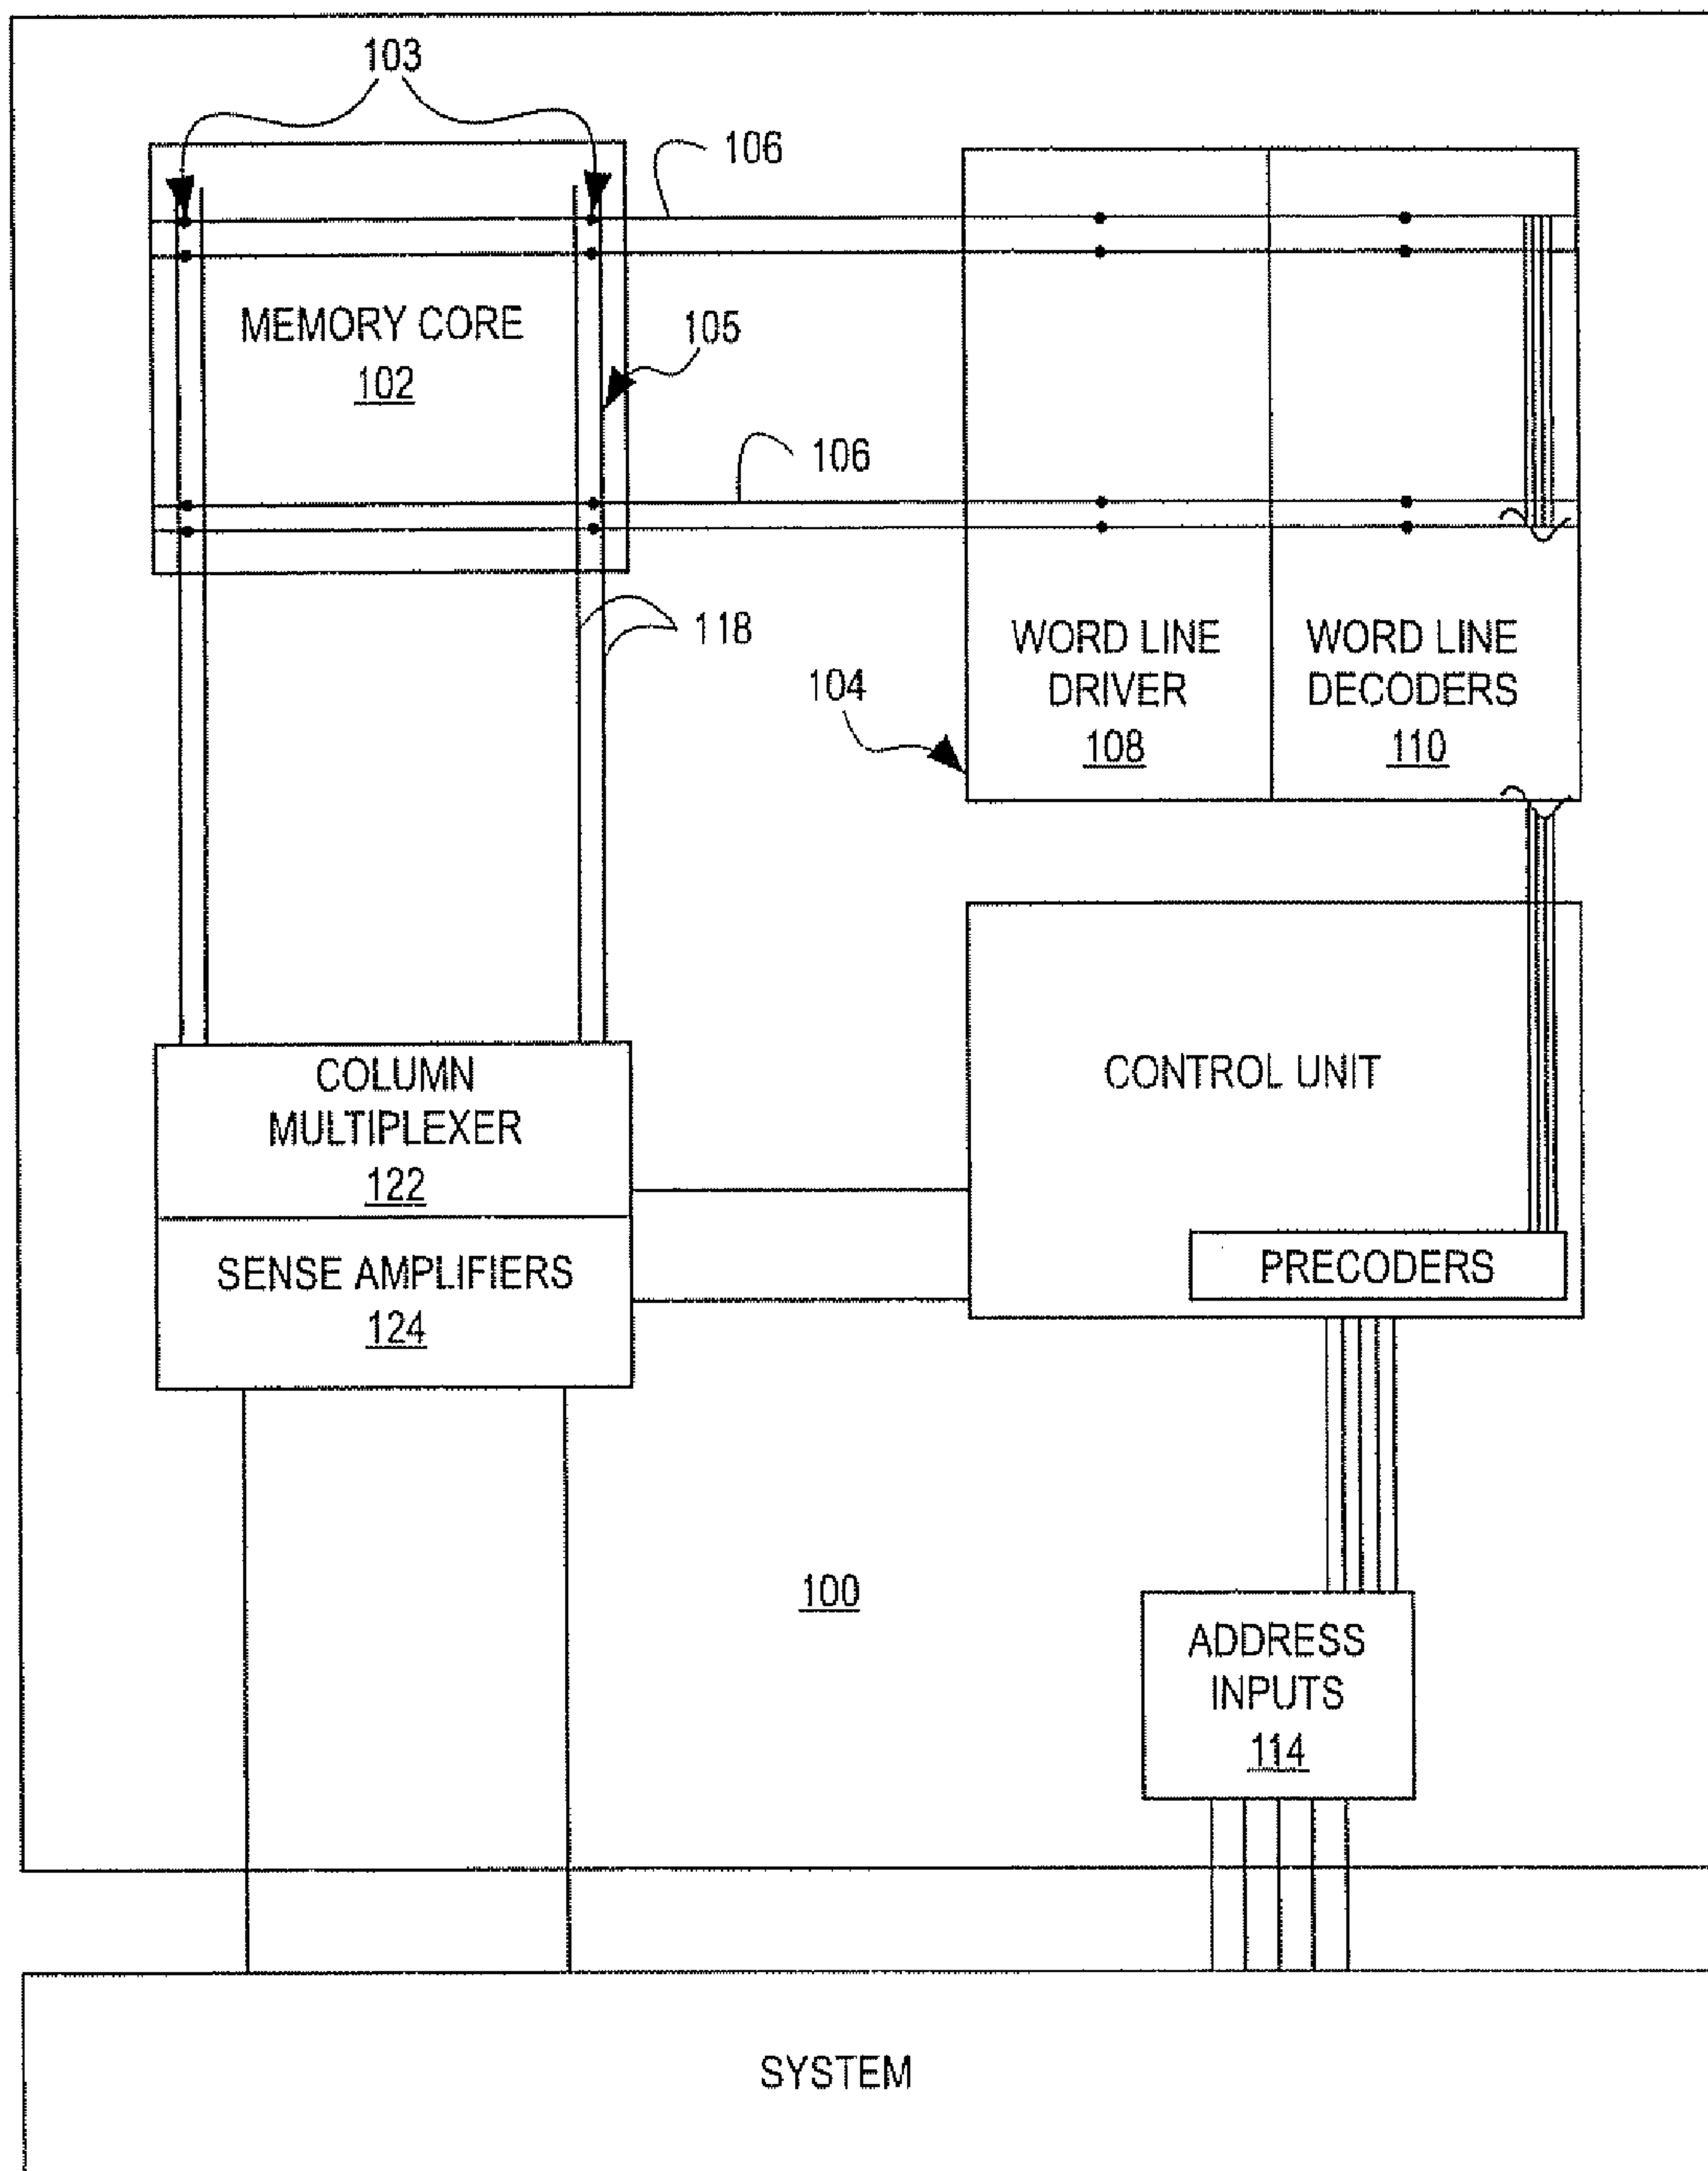 103
106
MEMORY CORE
102
105
106
118
WORD LINE
DRIVER
108
WORD LINE
DECODERS
110
104
COLUMN
MULTIPLEXER
122
SENSE AMPLIFIERS
124
CONTROL UNIT
PRECODERS
100
ADDRESS
INPUTS
114
SYSTEM